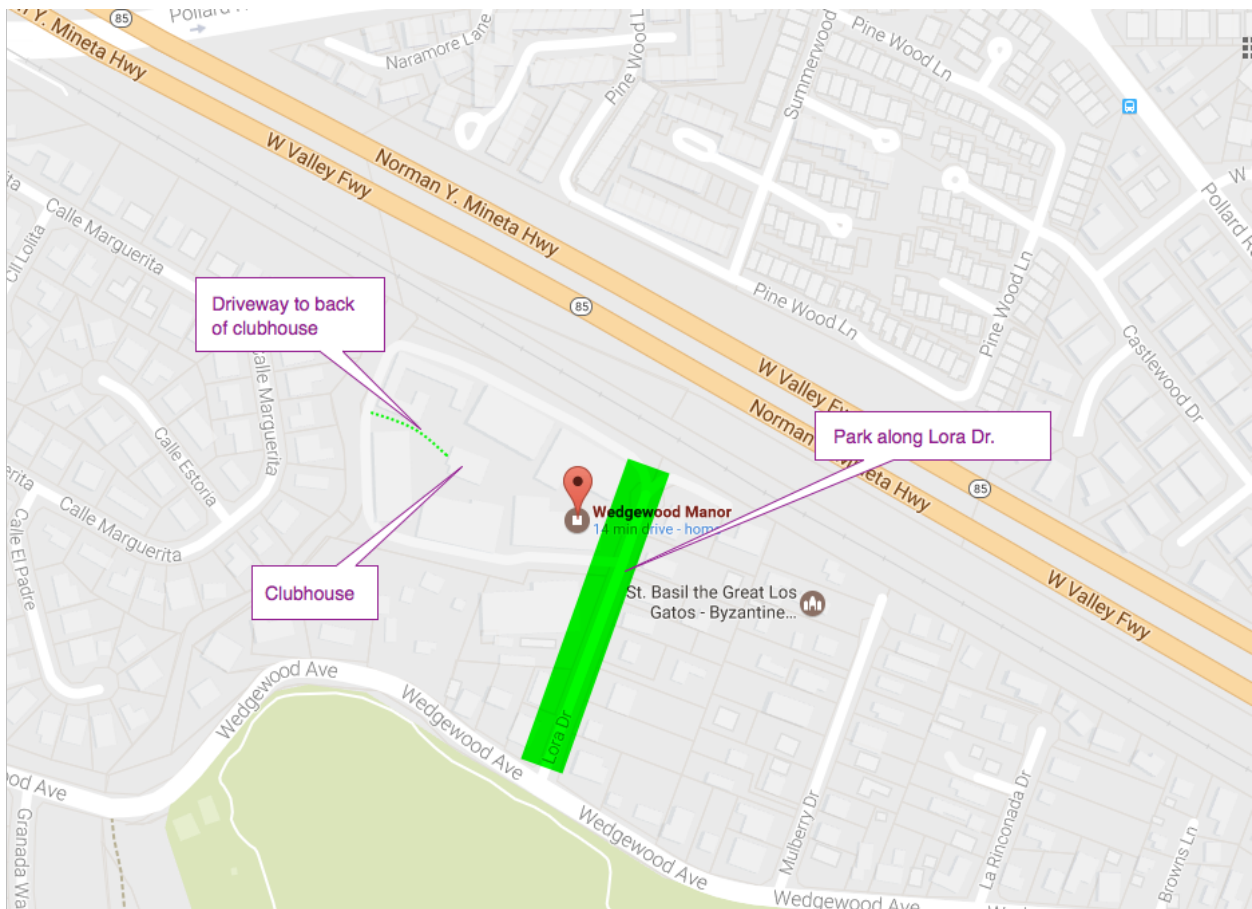 85
Pollard
Y. Mineta Hwy
Naramore Lane
Pine Wood Ln
Summerwood
Pine Wood Ln
W Valley Fwy
Norman Y. Mineta Hwy
Pollard R
W
Calle Marguerita
Cll Lolita
Driveway to back
of clubhouse
85
Pine Wood Ln
Pine Wood Ln
Castlewood Dr
Calle Marguerita
W Valley Fw
Norman Y. Mineta Hwy
Park along Lora Dr.
Calle Estoria
85
Calle Marguerita
Calle El Padre
Wedgewood Manor
14 min drive - home
Clubhouse
St. Basil the Great Los
Gatos - Byzantine...
W Valley Fwy
Wedgewood Ave
Wedgewood Ave
Lora Dr
ood Ave
Granada Wa
Wedgewood Ave
Mulberry Dr
La Rinconada Dr
Browns Ln
Wedgewood Ave